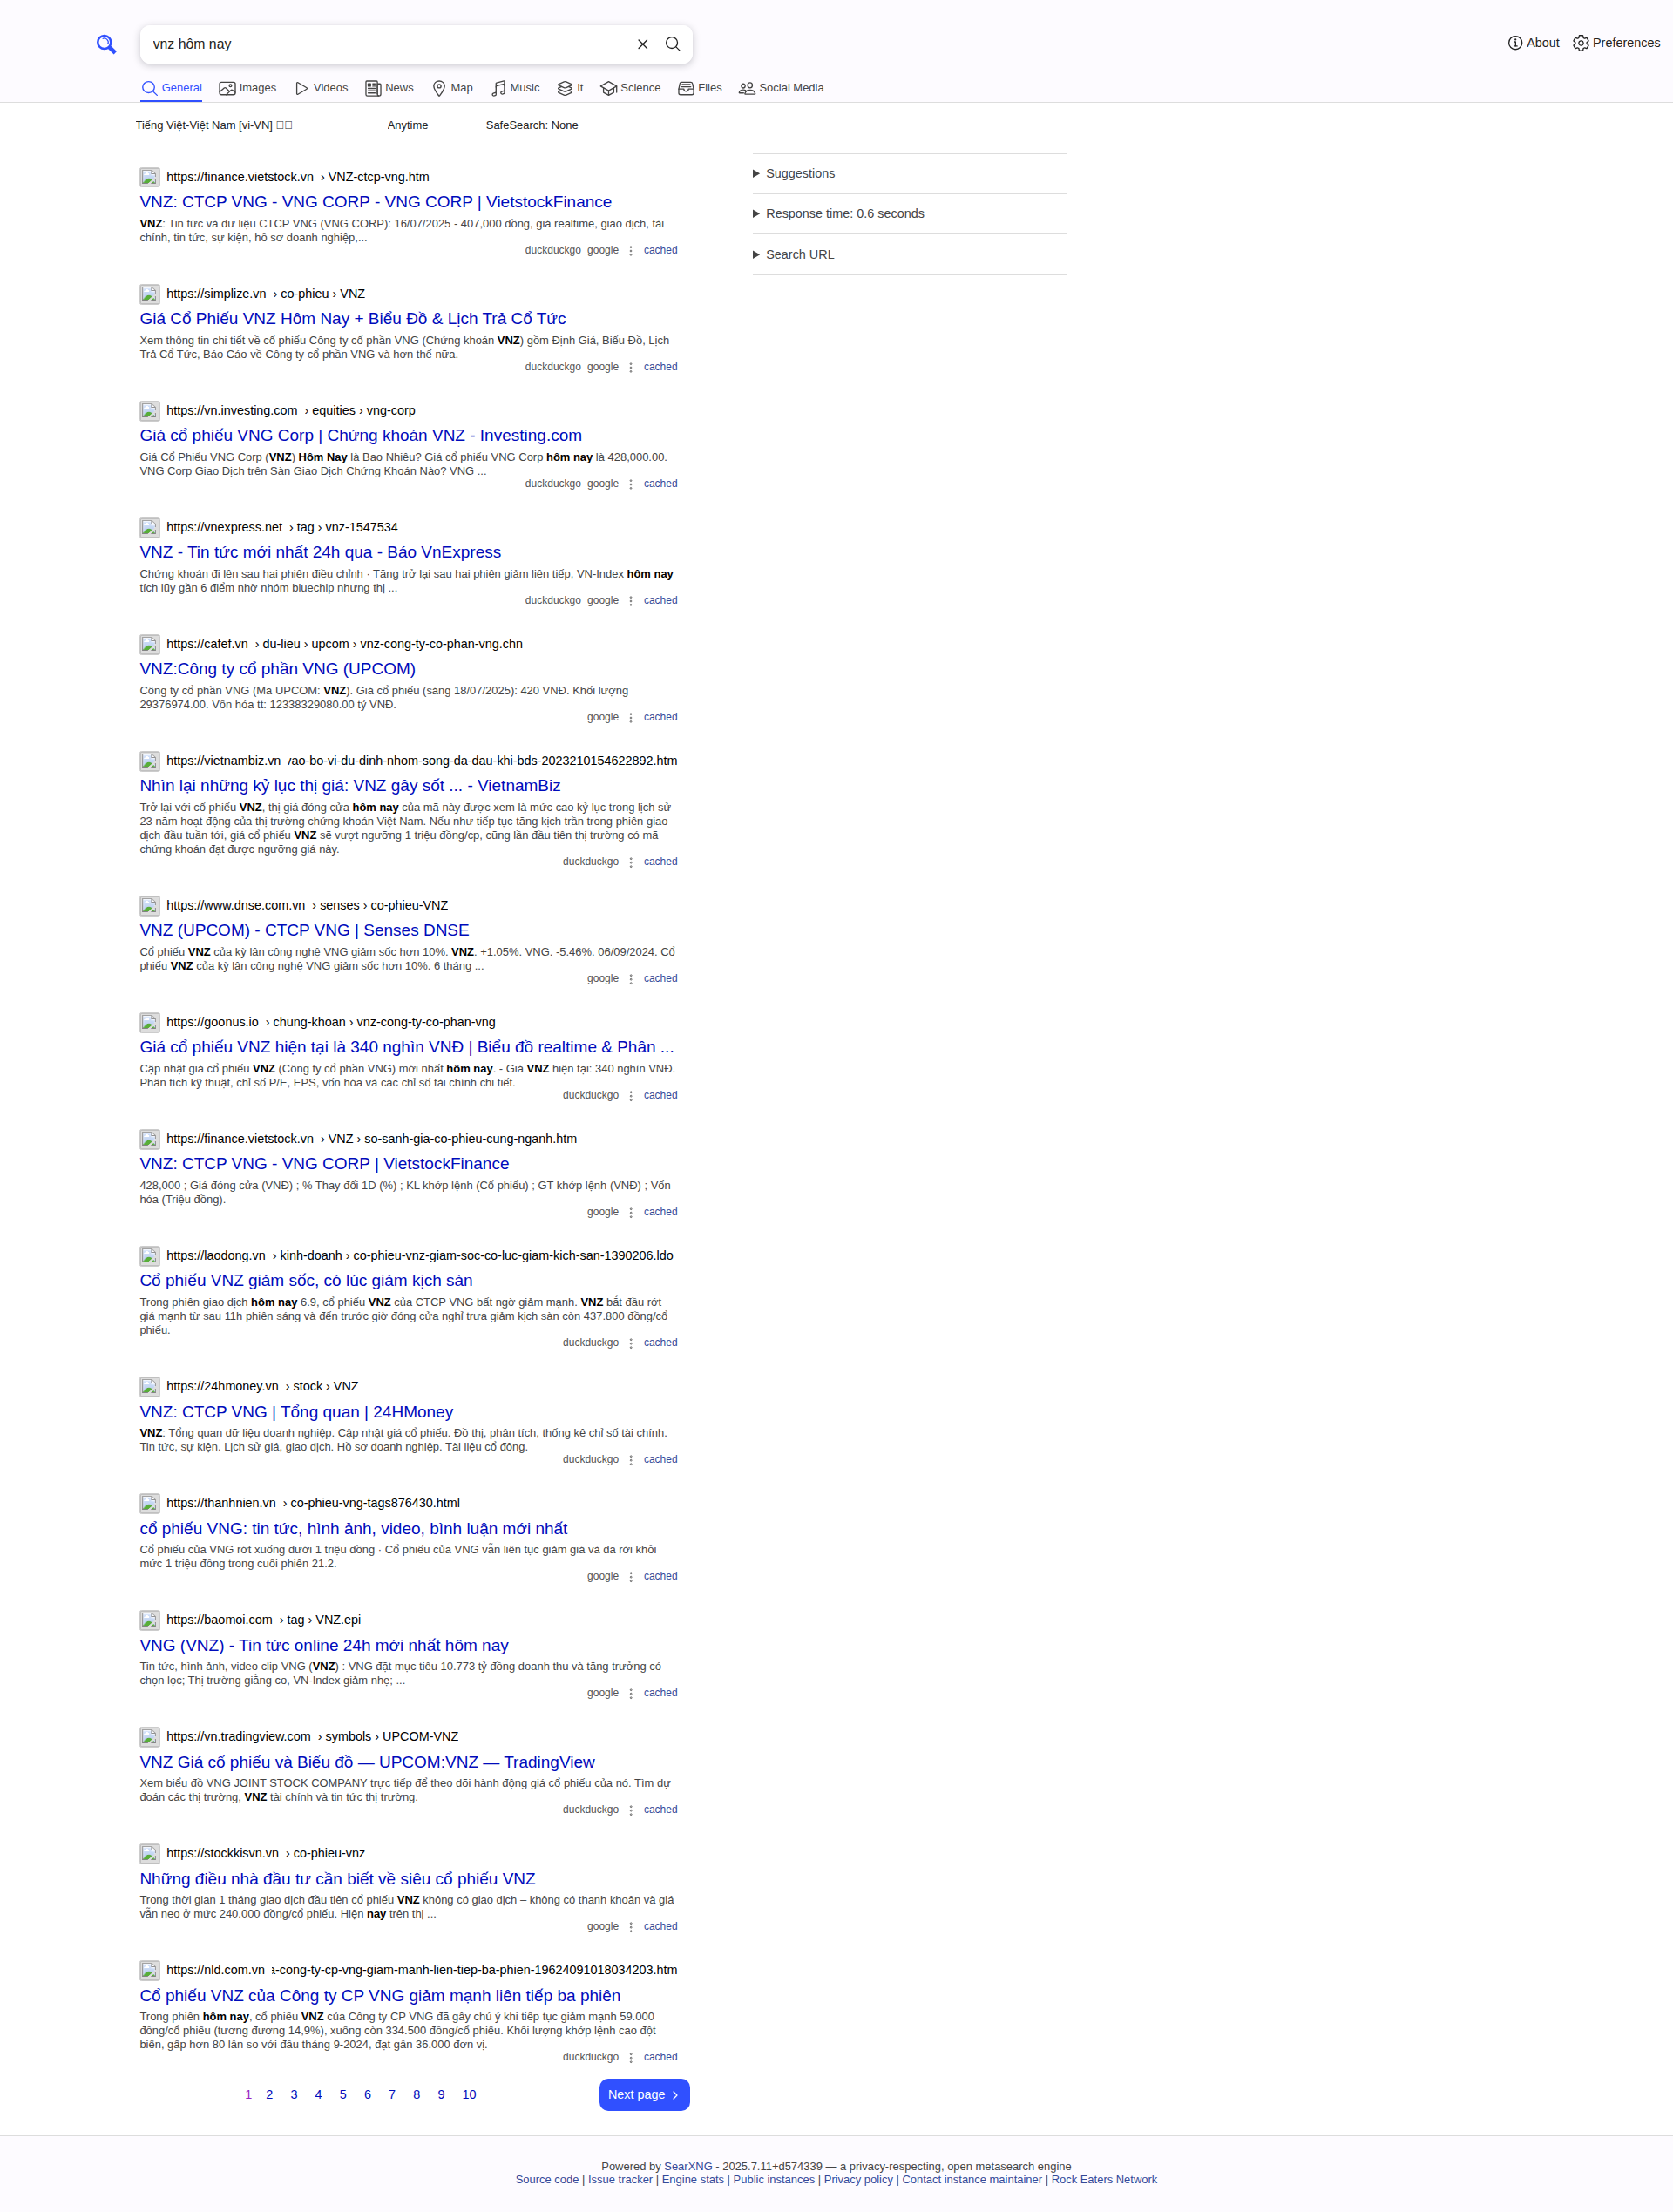 vnz hôm nay
About
Preferences
General
Images
Videos
News
Map
Music
It
Science
Files
Social Media
Tiếng Việt-Việt Nam [vi-VN]
Anytime
SafeSearch: None
Suggestions
Response time: 0.6 seconds
Search URL
https://finance.vietstock.vn › VNZ-ctcp-vng.htm
VNZ: CTCP VNG - VNG CORP - VNG CORP | VietstockFinance
VNZ: Tin tức và dữ liệu CTCP VNG (VNG CORP): 16/07/2025 - 407,000 đồng, giá realtime, giao dịch, tài
chính, tin tức, sự kiện, hồ sơ doanh nghiệp,...
duckduckgo google cached
https://simplize.vn › co-phieu › VNZ
Giá Cổ Phiếu VNZ Hôm Nay + Biểu Đồ & Lịch Trả Cổ Tức
Xem thông tin chi tiết về cổ phiếu Công ty cổ phần VNG (Chứng khoán VNZ) gồm Định Giá, Biểu Đồ, Lịch
Trả Cổ Tức, Báo Cáo về Công ty cổ phần VNG và hơn thế nữa.
duckduckgo google cached
https://vn.investing.com › equities › vng-corp
Giá cổ phiếu VNG Corp | Chứng khoán VNZ - Investing.com
Giá Cổ Phiếu VNG Corp (VNZ) Hôm Nay là Bao Nhiêu? Giá cổ phiếu VNG Corp hôm nay là 428,000.00.
VNG Corp Giao Dịch trên Sàn Giao Dịch Chứng Khoán Nào? VNG ...
duckduckgo google cached
https://vnexpress.net › tag › vnz-1547534
VNZ - Tin tức mới nhất 24h qua - Báo VnExpress
Chứng khoán đi lên sau hai phiên điều chỉnh · Tăng trở lại sau hai phiên giảm liên tiếp, VN-Index hôm nay
tích lũy gần 6 điểm nhờ nhóm bluechip nhưng thị ...
duckduckgo google cached
https://cafef.vn › du-lieu › upcom › vnz-cong-ty-co-phan-vng.chn
VNZ:Công ty cổ phần VNG (UPCOM)
Công ty cổ phần VNG (Mã UPCOM: VNZ). Giá cổ phiếu (sáng 18/07/2025): 420 VNĐ. Khối lượng
29376974.00. Vốn hóa tt: 12338329080.00 tỷ VNĐ.
google cached
https://vietnambiz.vn vao-bo-vi-du-dinh-nhom-song-da-dau-khi-bds-2023210154622892.htm
Nhìn lại những kỷ lục thị giá: VNZ gây sốt ... - VietnamBiz
Trở lại với cổ phiếu VNZ, thị giá đóng cửa hôm nay của mã này được xem là mức cao kỷ lục trong lịch sử
23 năm hoạt động của thị trường chứng khoán Việt Nam. Nếu như tiếp tục tăng kịch trần trong phiên giao
dịch đầu tuần tới, giá cổ phiếu VNZ sẽ vượt ngưỡng 1 triệu đồng/cp, cũng lần đầu tiên thị trường có mã
chứng khoán đạt được ngưỡng giá này.
duckduckgo cached
https://www.dnse.com.vn › senses › co-phieu-VNZ
VNZ (UPCOM) - CTCP VNG | Senses DNSE
Cổ phiếu VNZ của kỳ lân công nghệ VNG giảm sốc hơn 10%. VNZ. +1.05%. VNG. -5.46%. 06/09/2024. Cổ
phiếu VNZ của kỳ lân công nghệ VNG giảm sốc hơn 10%. 6 tháng ...
google cached
https://goonus.io › chung-khoan › vnz-cong-ty-co-phan-vng
Giá cổ phiếu VNZ hiện tại là 340 nghìn VNĐ | Biểu đồ realtime & Phân ...
Cập nhật giá cổ phiếu VNZ (Công ty cổ phần VNG) mới nhất hôm nay. - Giá VNZ hiện tại: 340 nghìn VNĐ.
Phân tích kỹ thuật, chỉ số P/E, EPS, vốn hóa và các chỉ số tài chính chi tiết.
duckduckgo cached
https://finance.vietstock.vn › VNZ › so-sanh-gia-co-phieu-cung-nganh.htm
VNZ: CTCP VNG - VNG CORP | VietstockFinance
428,000 ; Giá đóng cửa (VNĐ) ; % Thay đổi 1D (%) ; KL khớp lệnh (Cổ phiếu) ; GT khớp lệnh (VNĐ) ; Vốn
hóa (Triệu đồng).
google cached
https://laodong.vn › kinh-doanh › co-phieu-vnz-giam-soc-co-luc-giam-kich-san-1390206.ldo
Cổ phiếu VNZ giảm sốc, có lúc giảm kịch sàn
Trong phiên giao dịch hôm nay 6.9, cổ phiếu VNZ của CTCP VNG bất ngờ giảm mạnh. VNZ bắt đầu rớt
giá mạnh từ sau 11h phiên sáng và đến trước giờ đóng cửa nghỉ trưa giảm kịch sàn còn 437.800 đồng/cổ
phiếu.
duckduckgo cached
https://24hmoney.vn › stock › VNZ
VNZ: CTCP VNG | Tổng quan | 24HMoney
VNZ: Tổng quan dữ liệu doanh nghiệp. Cập nhật giá cổ phiếu. Đồ thị, phân tích, thống kê chỉ số tài chính.
Tin tức, sự kiện. Lịch sử giá, giao dịch. Hồ sơ doanh nghiệp. Tài liệu cổ đông.
duckduckgo cached
https://thanhnien.vn › co-phieu-vng-tags876430.html
cổ phiếu VNG: tin tức, hình ảnh, video, bình luận mới nhất
Cổ phiếu của VNG rớt xuống dưới 1 triệu đồng · Cổ phiếu của VNG vẫn liên tục giảm giá và đã rời khỏi
mức 1 triệu đồng trong cuối phiên 21.2.
google cached
https://baomoi.com › tag › VNZ.epi
VNG (VNZ) - Tin tức online 24h mới nhất hôm nay
Tin tức, hình ảnh, video clip VNG (VNZ) : VNG đặt mục tiêu 10.773 tỷ đồng doanh thu và tăng trưởng có
chọn lọc; Thị trường giằng co, VN-Index giảm nhẹ; ...
google cached
https://vn.tradingview.com › symbols › UPCOM-VNZ
VNZ Giá cổ phiếu và Biểu đồ — UPCOM:VNZ — TradingView
Xem biểu đồ VNG JOINT STOCK COMPANY trực tiếp để theo dõi hành động giá cổ phiếu của nó. Tìm dự
đoán các thị trường, VNZ tài chính và tin tức thị trường.
duckduckgo cached
https://stockkisvn.vn › co-phieu-vnz
Những điều nhà đầu tư cần biết về siêu cổ phiếu VNZ
Trong thời gian 1 tháng giao dịch đầu tiên cổ phiếu VNZ không có giao dịch – không có thanh khoản và giá
vẫn neo ở mức 240.000 đồng/cổ phiếu. Hiện nay trên thị ...
google cached
https://nld.com.vn a-cong-ty-cp-vng-giam-manh-lien-tiep-ba-phien-19624091018034203.htm
Cổ phiếu VNZ của Công ty CP VNG giảm mạnh liên tiếp ba phiên
Trong phiên hôm nay, cổ phiếu VNZ của Công ty CP VNG đã gây chú ý khi tiếp tục giảm mạnh 59.000
đồng/cổ phiếu (tương đương 14,9%), xuống còn 334.500 đồng/cổ phiếu. Khối lượng khớp lệnh cao đột
biến, gấp hơn 80 lần so với đầu tháng 9-2024, đạt gần 36.000 đơn vị.
duckduckgo cached
1 2 3 4 5 6 7 8 9 10
Next page
Powered by SearXNG - 2025.7.11+d574339 — a privacy-respecting, open metasearch engine
Source code | Issue tracker | Engine stats | Public instances | Privacy policy | Contact instance maintainer | Rock Eaters Network